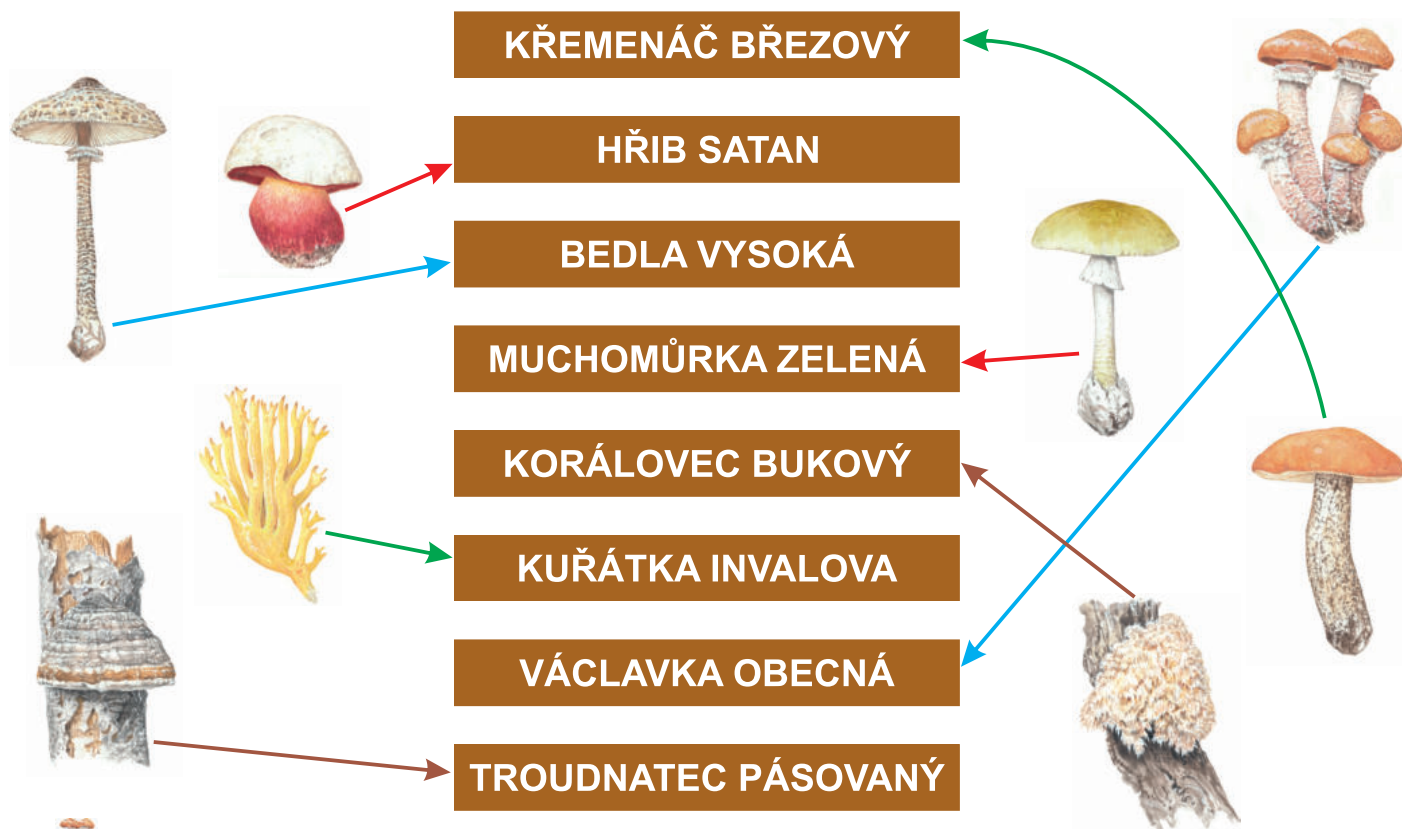 KŘEMENÁČ BŘEZOVÝ
HŘIB SATAN
BEDLA VYSOKÁ
MUCHOMŮRKA ZELENÁ
KORÁLOVEC BUKOVÝ
KUŘÁTKA INVALOVA
VÁCLAVKA OBECNÁ
TROUDNATEC PÁSOVANÝ